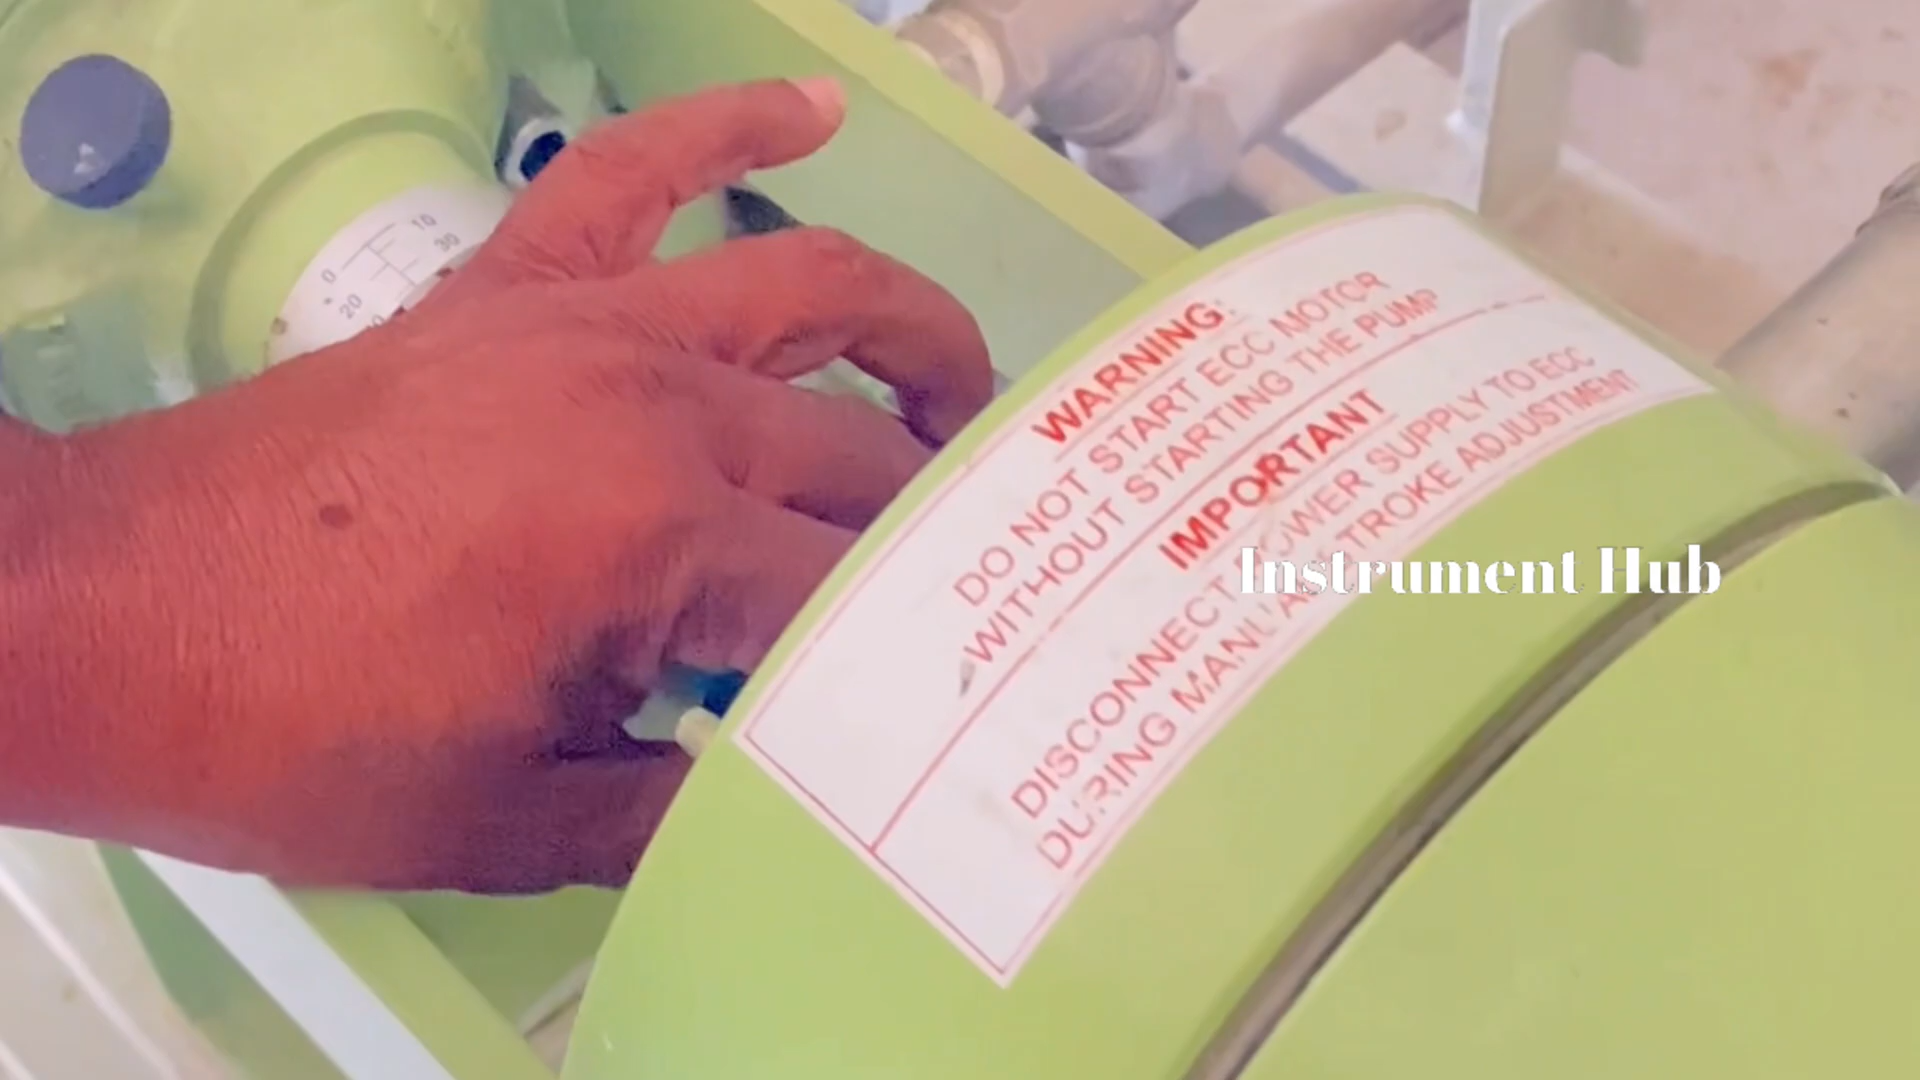 10
30
0
20
WARNING:
DO NOT START ECC MOTOR
WITHOUT STARTING THE PUMP
IMPORTANT
DISCONNECT POWER SUPPLY TO ECC
DURING MANUAL STROKE ADJUSTMENT
Instrument Hub